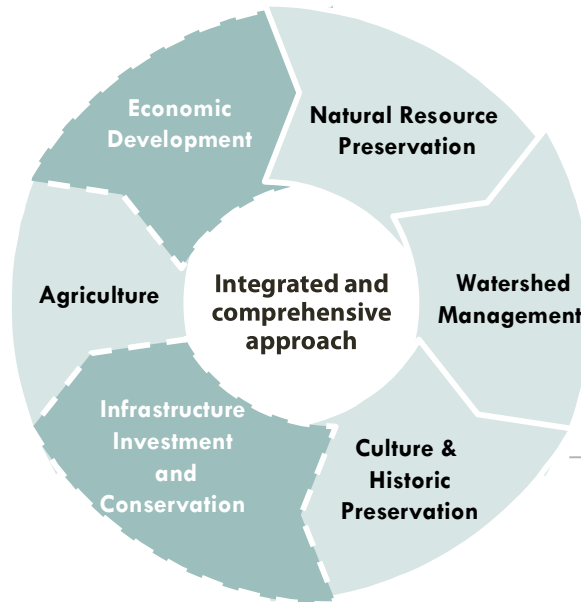 Economic
Development
Natural Resource
Preservation
Watershed
Management
Culture &
Historic
Preservation
Infrastructure
Investment
and
Conservation
Agriculture
Integrated and
comprehensive
approach